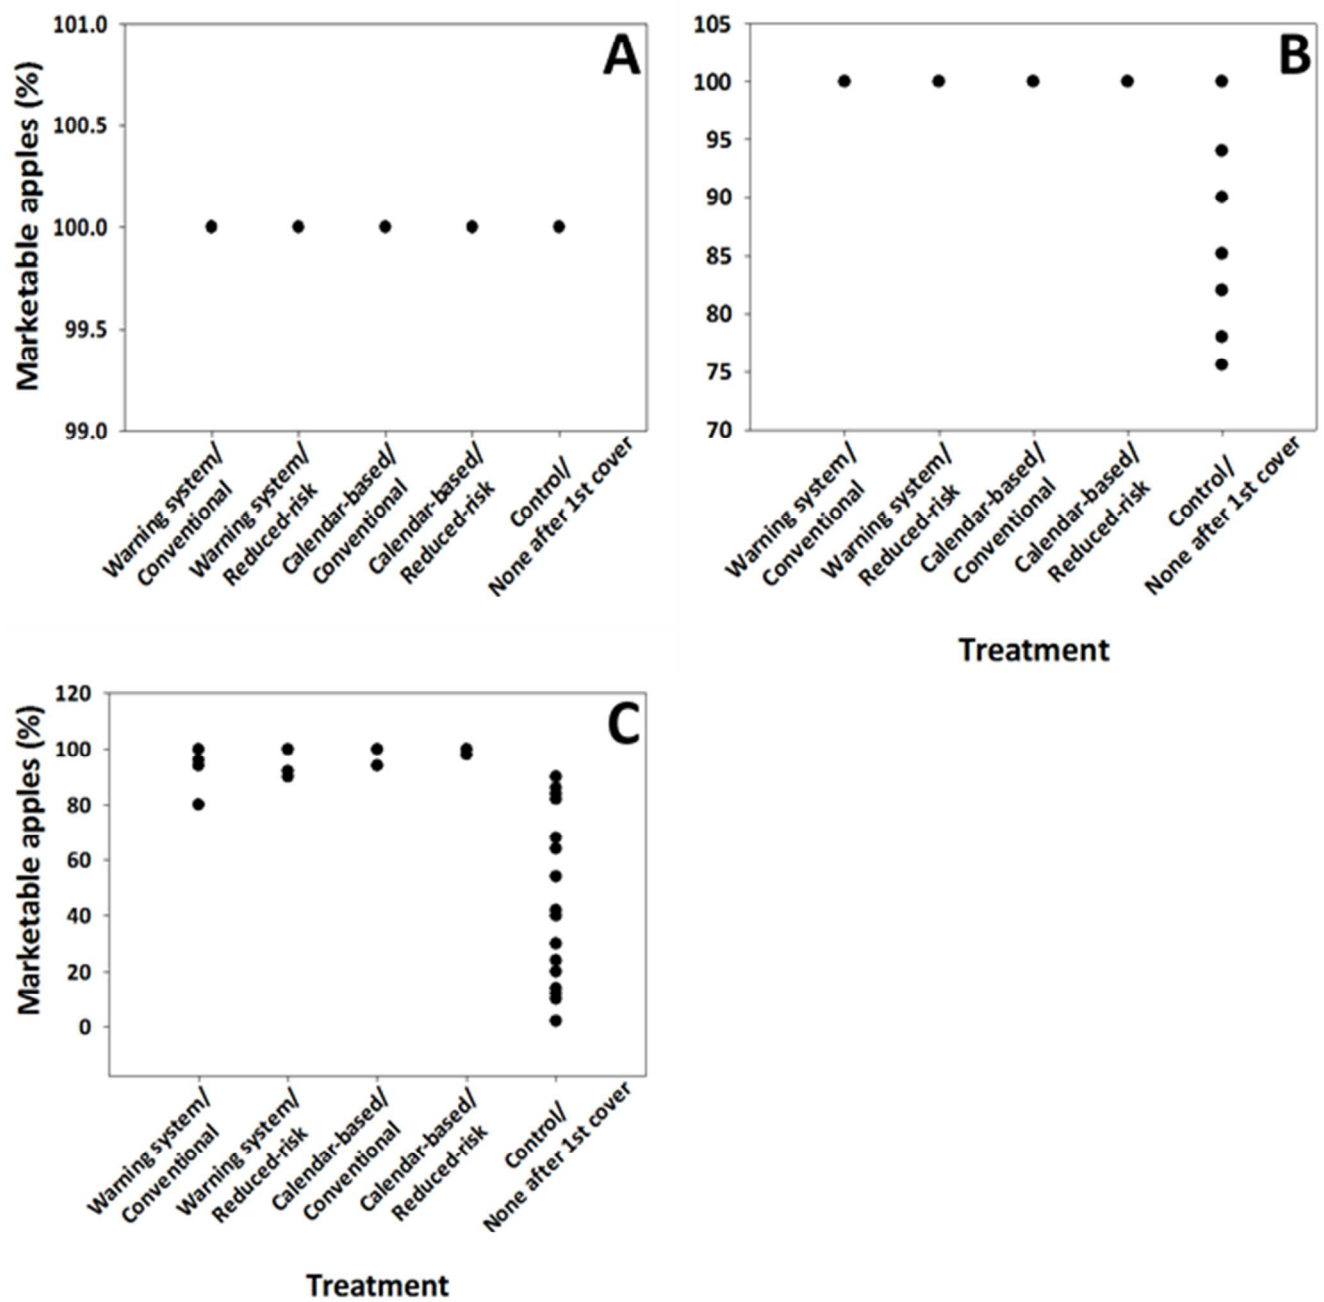 A
Marketable apples (%)
101.0
100.5
100.0
99.5
99.0
Warning system/
Conventional
Warning system/
Reduced-risk
Calendar-based/
Conventional
Calendar-based/
Reduced-risk
Control/
None after 1st cover
B
105
100
95
90
85
80
75
70
Warning system/
Conventional
Warning system/
Reduced-risk
Calendar-based/
Conventional
Calendar-based/
Reduced-risk
Control/
None after 1st cover
Treatment
C
Marketable apples (%)
120
100
80
60
40
20
0
Warning system/
Conventional
Warning system/
Reduced-risk
Calendar-based/
Conventional
Calendar-based/
Reduced-risk
Control/
None after 1st cover
Treatment